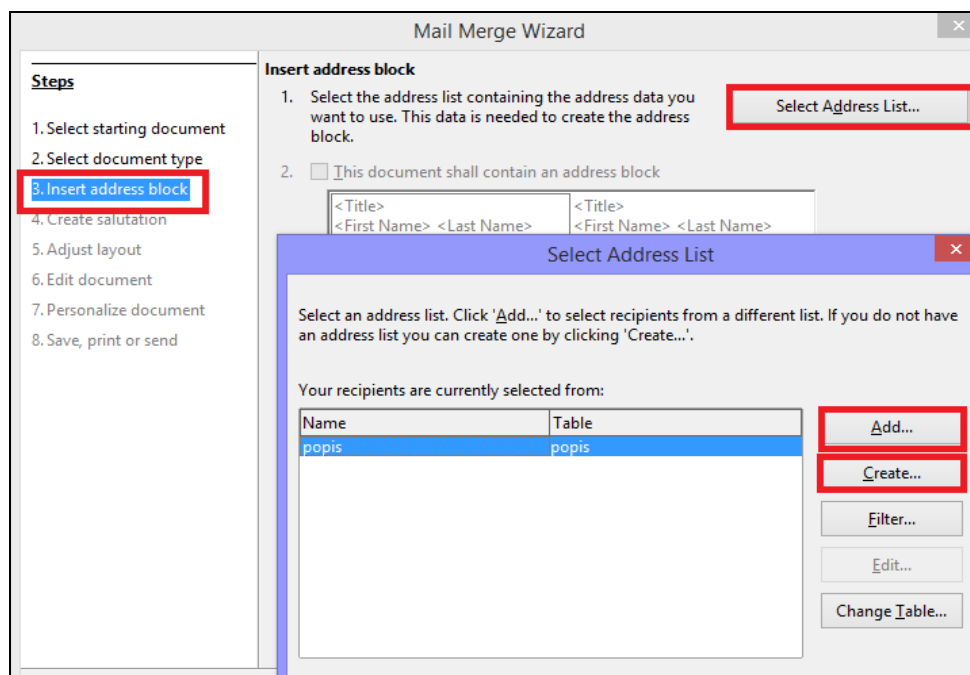 Mail Merge Wizard
Steps
1. Select starting document
2. Select document type
3. Insert address block
4. Create salutation
5. Adjust layout
6. Edit document
7. Personalize document
8. Save, print or send
Insert address block
1. Select the address list containing the address data you
want to use. This data is needed to create the address
block.
Select Address List...
2. This document shall contain an address block
<Title>
<First Name> <Last Name>
<Title>
<First Name> <Last Name>
Select Address List
Select an address list. Click 'Add...' to select recipients from a different list. If you do not have
an address list you can create one by clicking 'Create...'.
Your recipients are currently selected from:
Name Table
popis popis
Add...
Create...
Filter...
Edit...
Change Table...